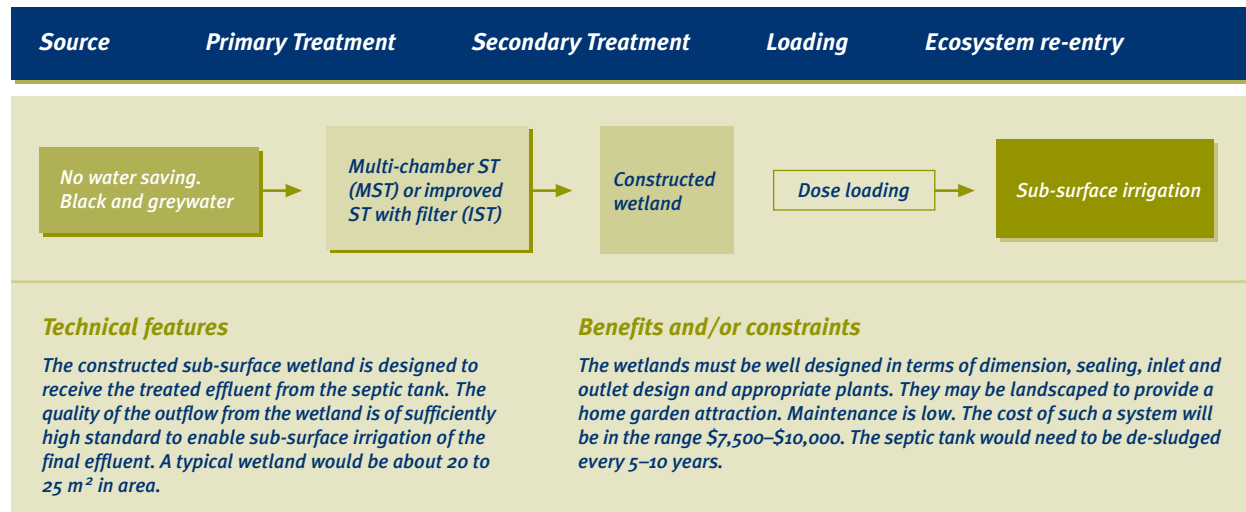 Source
Primary Treatment
Secondary Treatment
Loading
Ecosystem re-entry
No water saving.
Black and greywater
Multi-chamber ST
(MST) or improved
ST with filter (IST)
Constructed
wetland
Dose loading
Sub-surface irrigation
Technical features
The constructed sub-surface wetland is designed to
receive the treated effluent from the septic tank. The
quality of the outflow from the wetland is of sufficiently
high standard to enable sub-surface irrigation of the
final effluent. A typical wetland would be about 20 to
25 m² in area.
Benefits and/or constraints
The wetlands must be well designed in terms of dimension, sealing, inlet and
outlet design and appropriate plants. They may be landscaped to provide a
home garden attraction. Maintenance is low. The cost of such a system will
be in the range $7,500–$10,000. The septic tank would need to be de-sludged
every 5–10 years.